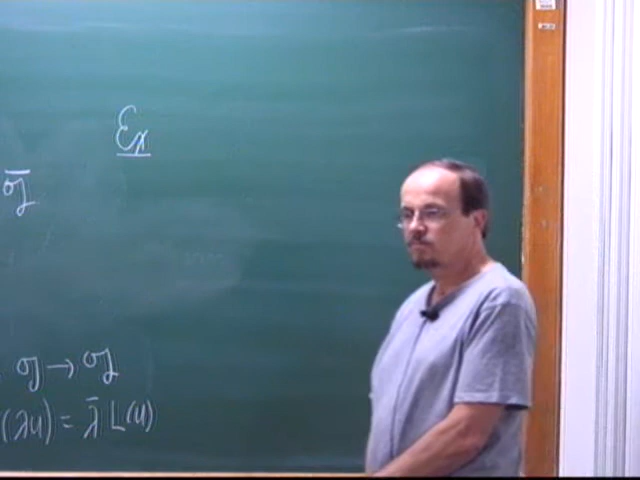 Ex
𝔤̄
𝔤 → 𝔤
(λu) = λ̄ L(u)